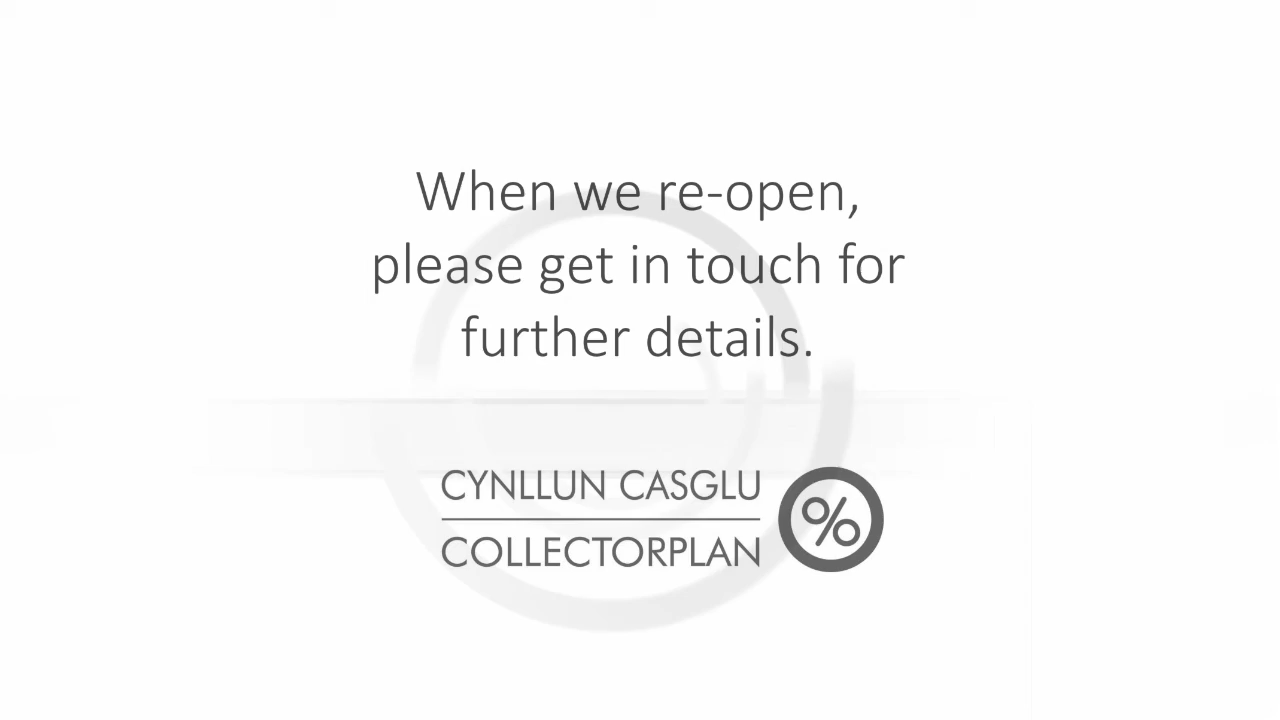 When we re-open,
please get in touch for
further details.
CYNLLUN CASGLU
COLLECTORPLAN
%